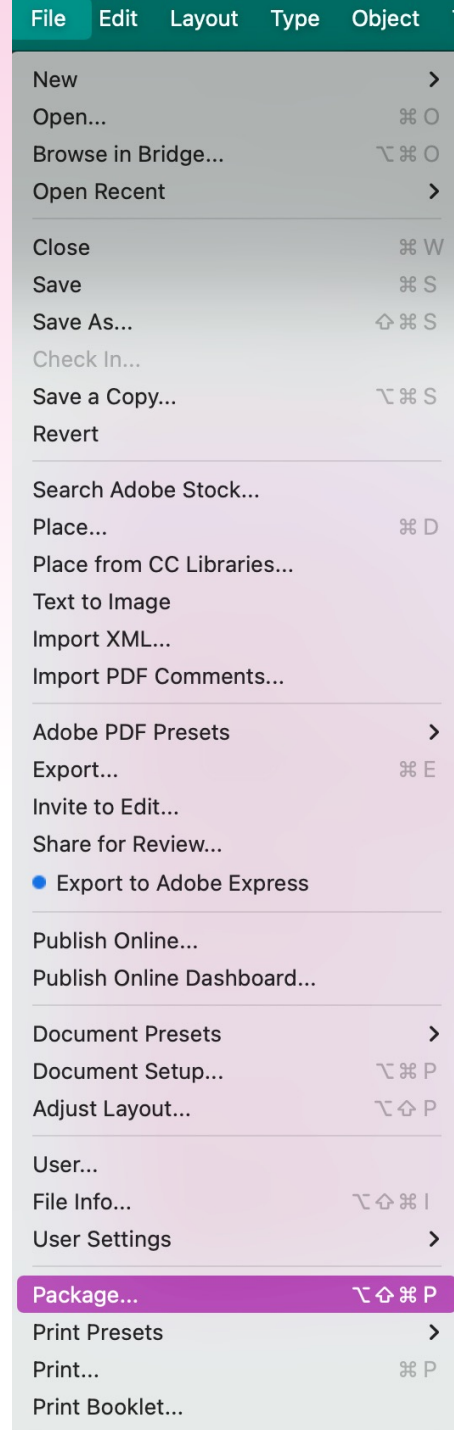 File Edit Layout Type Object
New >
Open... ⌘ O
Browse in Bridge... ⌥ ⌘ O
Open Recent >
Close ⌘ W
Save ⌘ S
Save As... ⇧ ⌘ S
Check In...
Save a Copy... ⌥ ⌘ S
Revert
Search Adobe Stock...
Place... ⌘ D
Place from CC Libraries...
Text to Image
Import XML...
Import PDF Comments...
Adobe PDF Presets >
Export... ⌘ E
Invite to Edit...
Share for Review...
Export to Adobe Express
Publish Online...
Publish Online Dashboard...
Document Presets >
Document Setup... ⌥ ⌘ P
Adjust Layout... ⌥ ⇧ P
User...
File Info... ⌥ ⇧ ⌘ I
User Settings >
Package... ⌥ ⇧ ⌘ P
Print Presets >
Print... ⌘ P
Print Booklet...